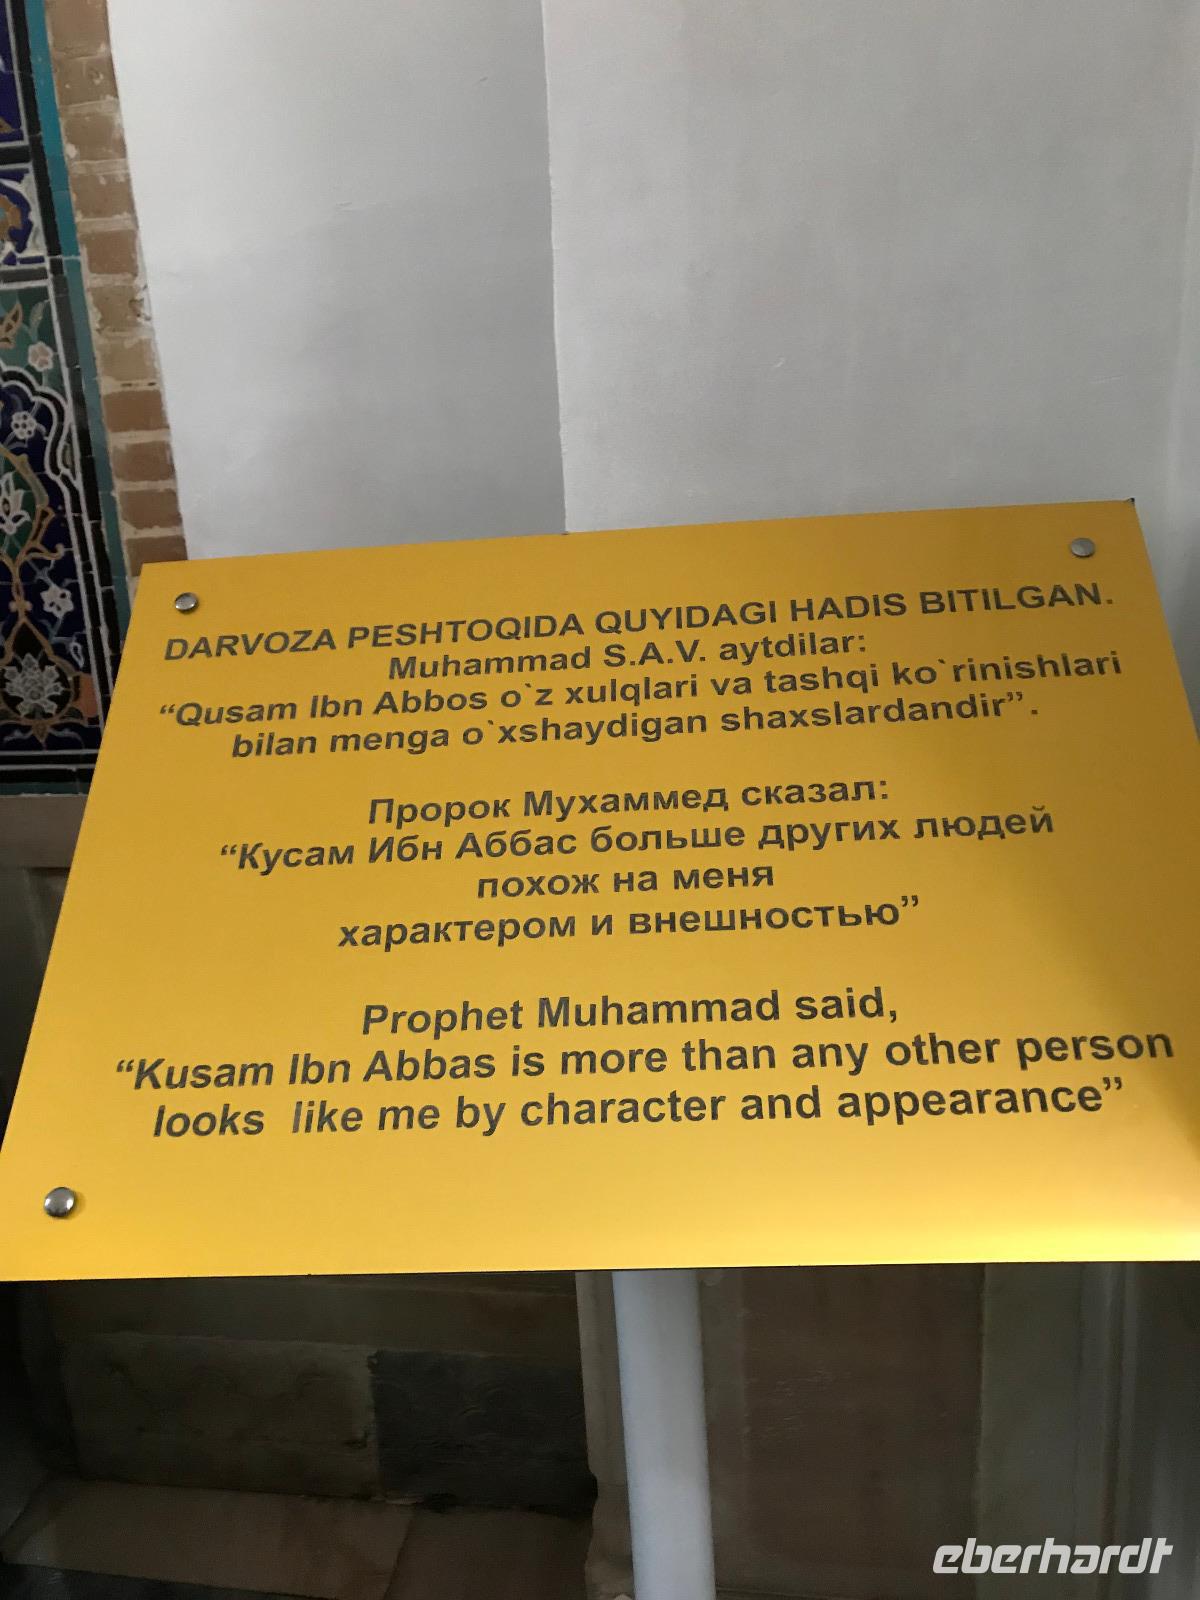 DARVOZA PESHTOQIDA QUYIDAGI HADIS BITILGAN.
Muhammad S.A.V. aytdilar:
“Qusam Ibn Abbos o`z xulqlari va tashqi ko`rinishlari
bilan menga o`xshaydigan shaxslardandir”.
Пророк Мухаммед сказал:
“Кусам Ибн Аббас больше других людей
похож на меня
характером и внешностью”
Prophet Muhammad said,
“Kusam Ibn Abbas is more than any other person
looks  like me by character and appearance”
eberhardt